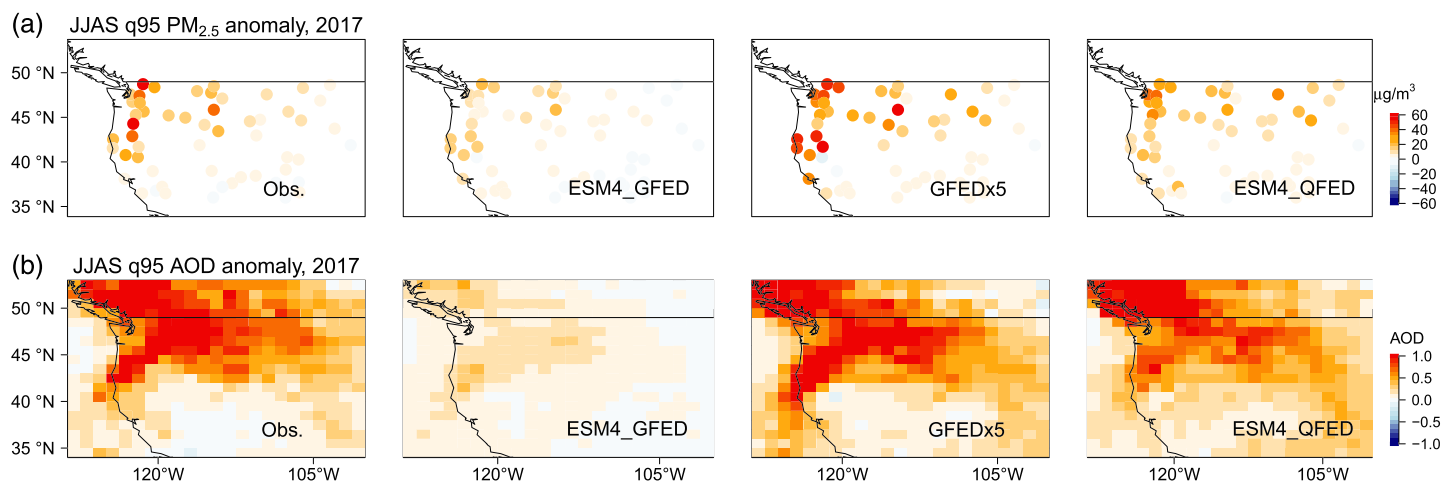 (a) JJAS q95 PM2.5 anomaly, 2017
50 °N
45 °N
40 °N
35 °N
Obs.
ESM4_GFED
GFEDx5
ESM4_QFED
μg/m³
60
40
20
0
−20
−40
−60
(b) JJAS q95 AOD anomaly, 2017
50 °N
45 °N
40 °N
35 °N
Obs.
ESM4_GFED
GFEDx5
ESM4_QFED
AOD
1.0
0.5
0.0
−0.5
−1.0
120°W 105°W 120°W 105°W 120°W 105°W 120°W 105°W